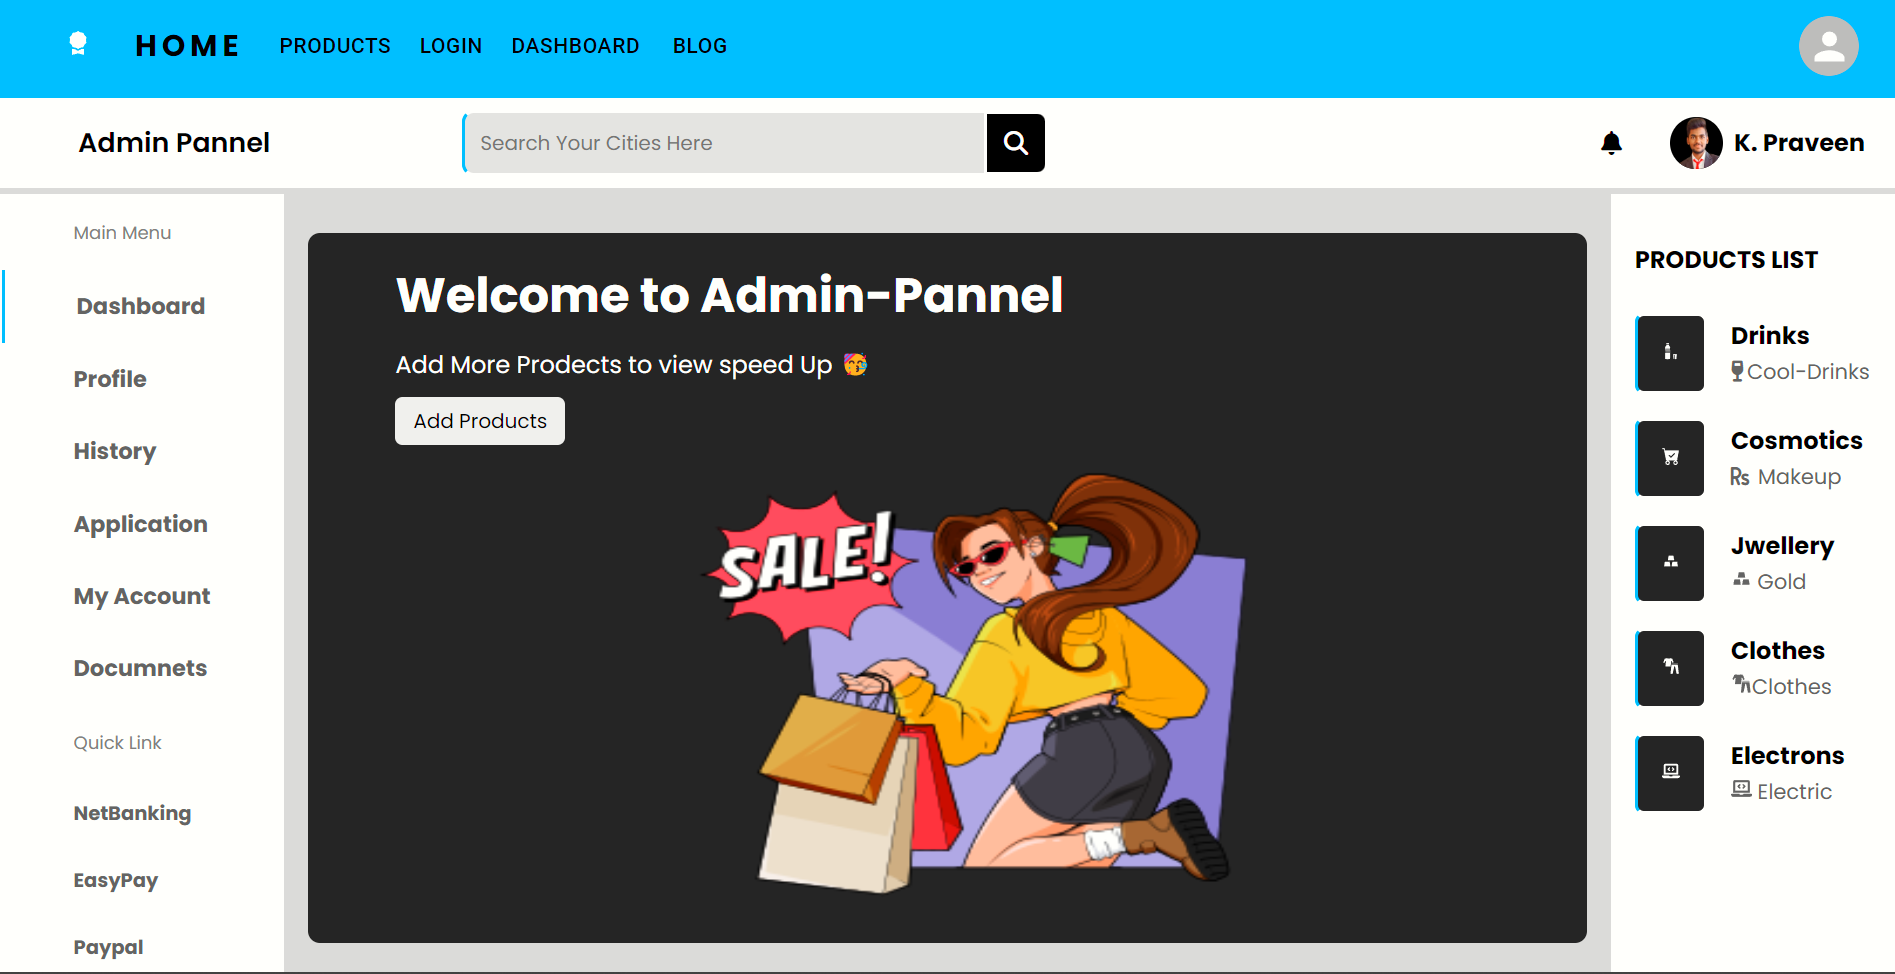 HOME PRODUCTS LOGIN DASHBOARD BLOG
Admin Pannel
Search Your Cities Here
K. Praveen
Main Menu
Dashboard
Profile
History
Application
My Account
Documnets
Quick Link
NetBanking
EasyPay
Paypal
Welcome to Admin-Pannel
Add More Prodects to view speed Up 🥳
Add Products
SALE!
PRODUCTS LIST
Drinks
Cool-Drinks
Cosmotics
₨ Makeup
Jwellery
Gold
Clothes
Clothes
Electrons
Electric